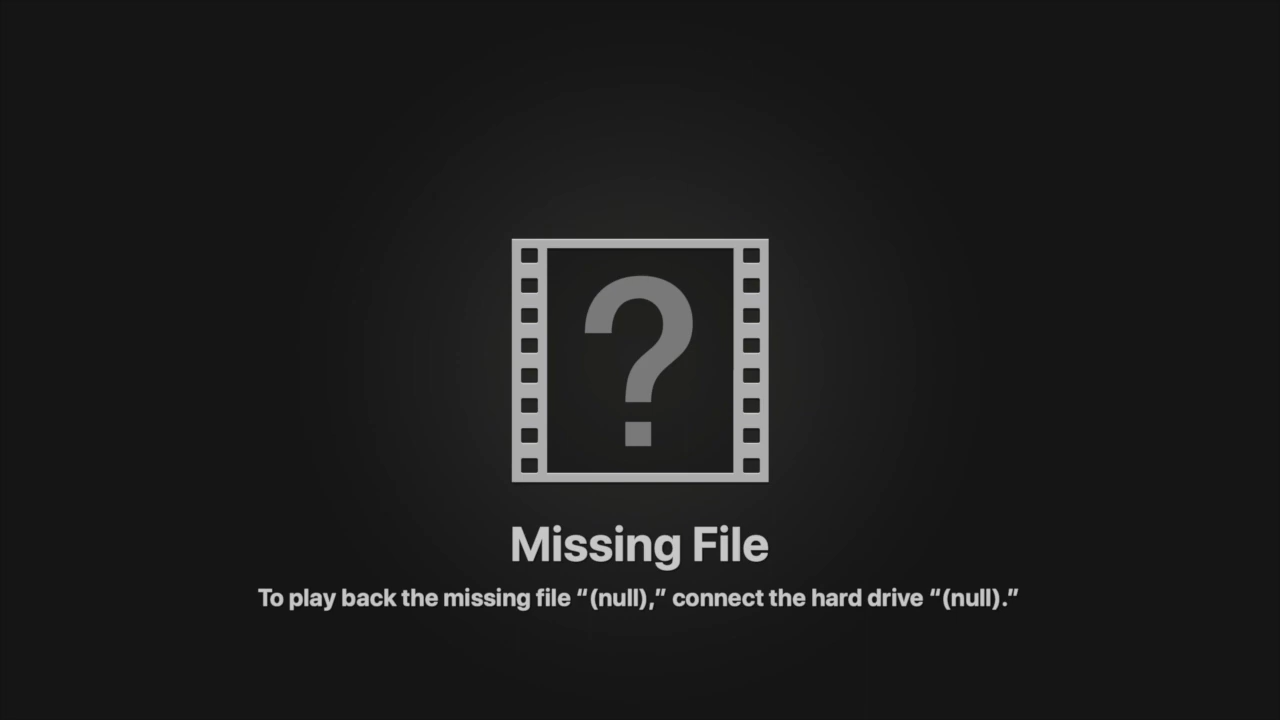 ?
Missing File
To play back the missing file “(null),” connect the hard drive “(null).”